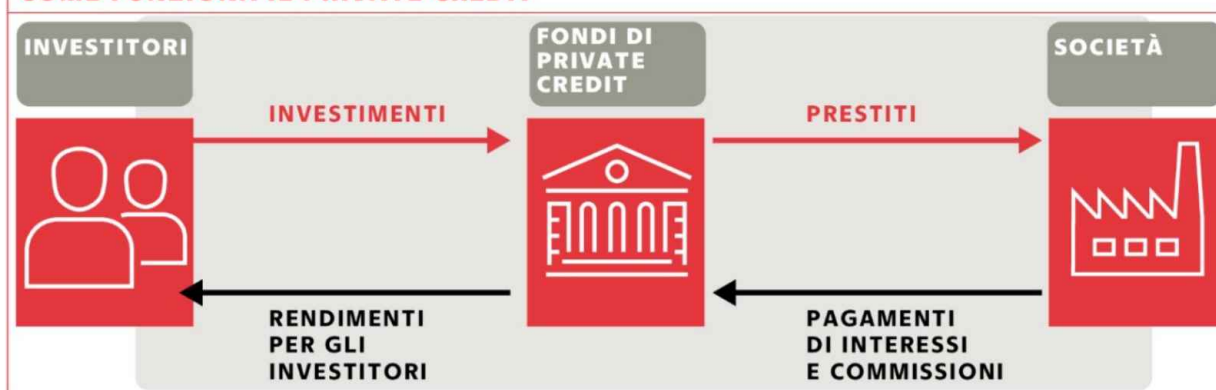 INVESTITORI
FONDI DI
PRIVATE
CREDIT
SOCIETÀ
INVESTIMENTI
PRESTITI
RENDIMENTI
PER GLI
INVESTITORI
PAGAMENTI
DI INTERESSI
E COMMISSIONI